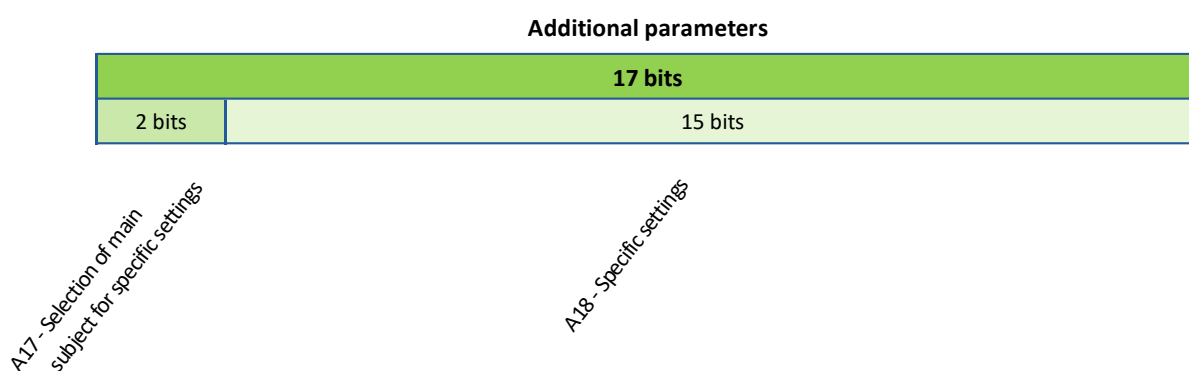 Additional parameters
17 bits
2 bits
15 bits
A17 - Selection of main
subject for specific settings
A18 - Specific settings